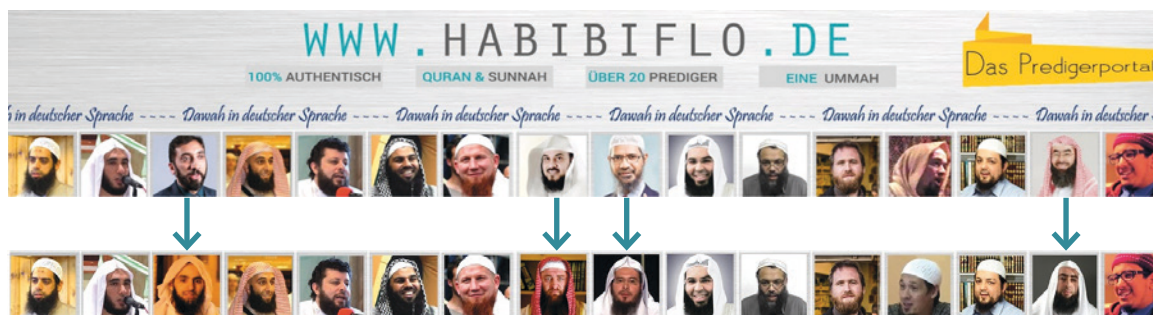 WWW.HABIBIFLO.DE
100% AUTHENTISCH
QURAN & SUNNAH
ÜBER 20 PREDIGER
EINE UMMAH
Das Predigerportal
in deutscher Sprache ---- Dawah in deutscher Sprache ---- Dawah in deutscher Sprache ---- Dawah in deutscher Sprache ---- Dawah in deutscher Sprache ---- Dawah in deutscher